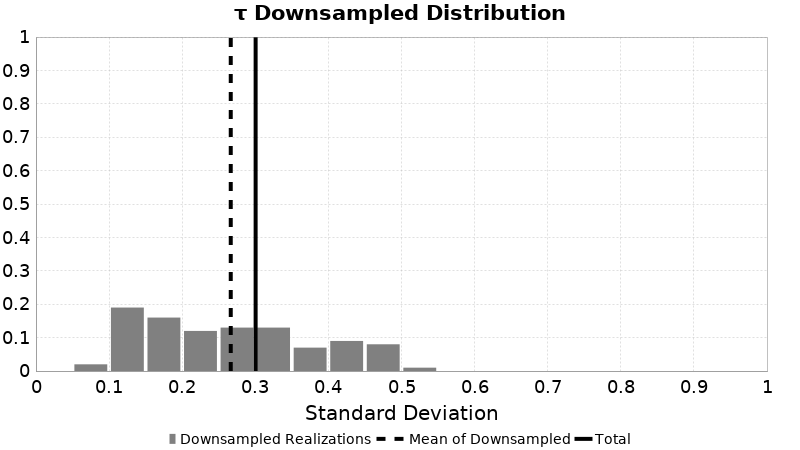 τ Downsampled Distribution
1
0.9
0.8
0.7
0.6
0.5
0.4
0.3
0.2
0.1
0
0 0.1 0.2 0.3 0.4 0.5 0.6 0.7 0.8 0.9 1
Standard Deviation
Downsampled Realizations Mean of Downsampled Total